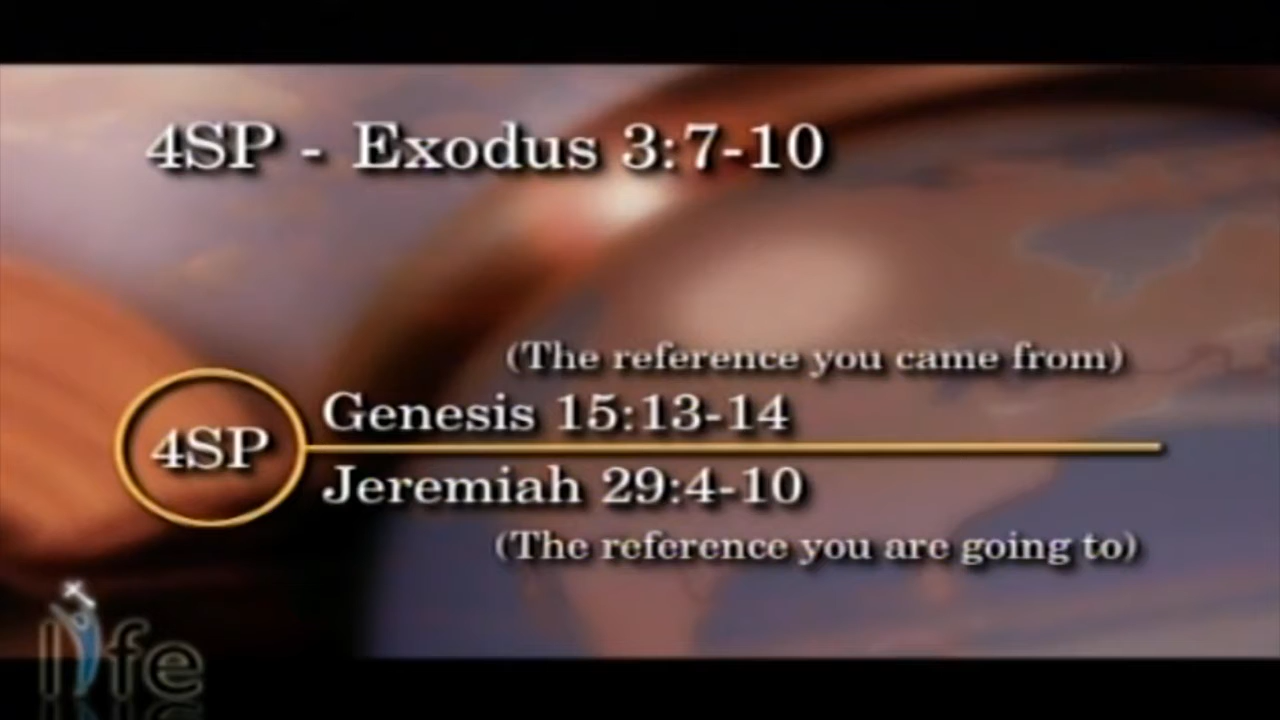 4SP - Exodus 3:7-10
(The reference you came from)
4SP
Genesis 15:13-14
Jeremiah 29:4-10
(The reference you are going to)
life